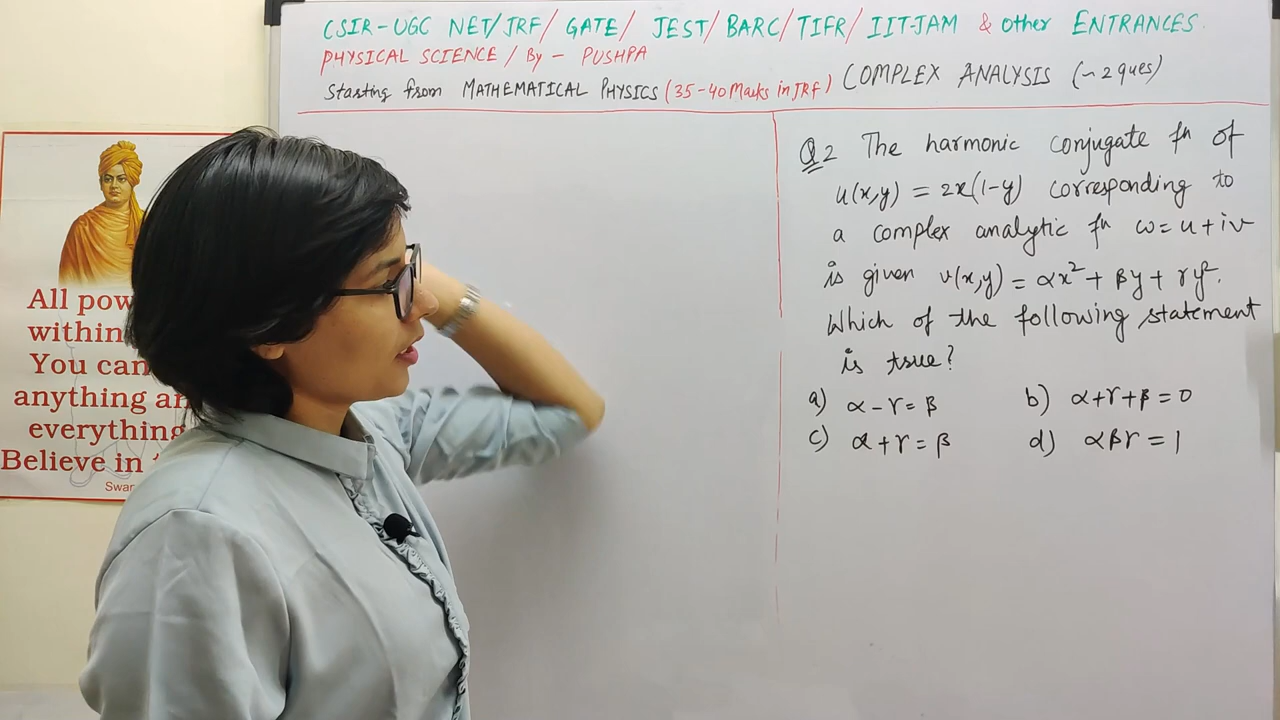 CSIR-UGC NET/JRF/ GATE/ JEST/ BARC/ TIFR/ IIT-JAM & other ENTRANCES.
PHYSICAL SCIENCE / By - PUSHPA
Starting from MATHEMATICAL PHYSICS (35-40 Marks in JRF) COMPLEX ANALYSIS (~2 ques)
All pow
within
You can
anything an
everything
Believe in
Swar
Q2 The harmonic conjugate fn of
u(x,y) = 2x(1-y) corresponding to
a complex analytic fn ω = u + iv
is given v(x,y) = αx² + βy + γy².
Which of the following statement
is true?
a) α - γ = β b) α + γ + β = 0
c) α + γ = β d) αβγ = 1